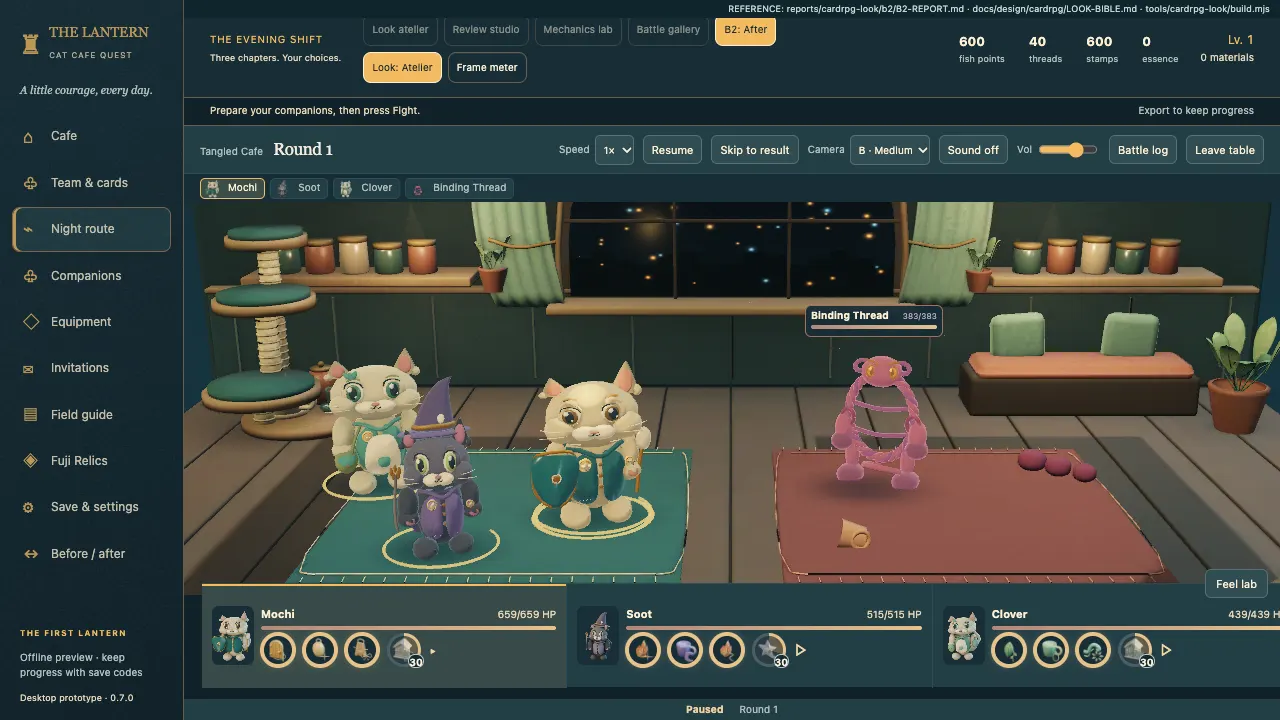 REFERENCE: reports/cardrpg-look/b2/B2-REPORT.md · docs/design/cardrpg/LOOK-BIBLE.md · tools/cardrpg-look/build.mjs
THE LANTERN
CAT CAFE QUEST
A little courage, every day.
Cafe
Team & cards
Night route
Companions
Equipment
Invitations
Field guide
Fuji Relics
Save & settings
Before / after
THE FIRST LANTERN
Offline preview · keep
progress with save codes
Desktop prototype · 0.7.0
THE EVENING SHIFT
Three chapters. Your choices.
Look atelier
Review studio
Mechanics lab
Battle gallery
B2: After
Look: Atelier
Frame meter
600
fish points
40
threads
600
stamps
0
essence
Lv. 1
0 materials
Prepare your companions, then press Fight.
Export to keep progress
Tangled Cafe
Round 1
Speed
1×
Resume
Skip to result
Camera
B · Medium
Sound off
Vol
Battle log
Leave table
Mochi
Soot
Clover
Binding Thread
Binding Thread 383/383
Feel lab
Mochi
659/659 HP
30
Soot
515/515 HP
30
Clover
439/439 H
30
Paused
Round 1